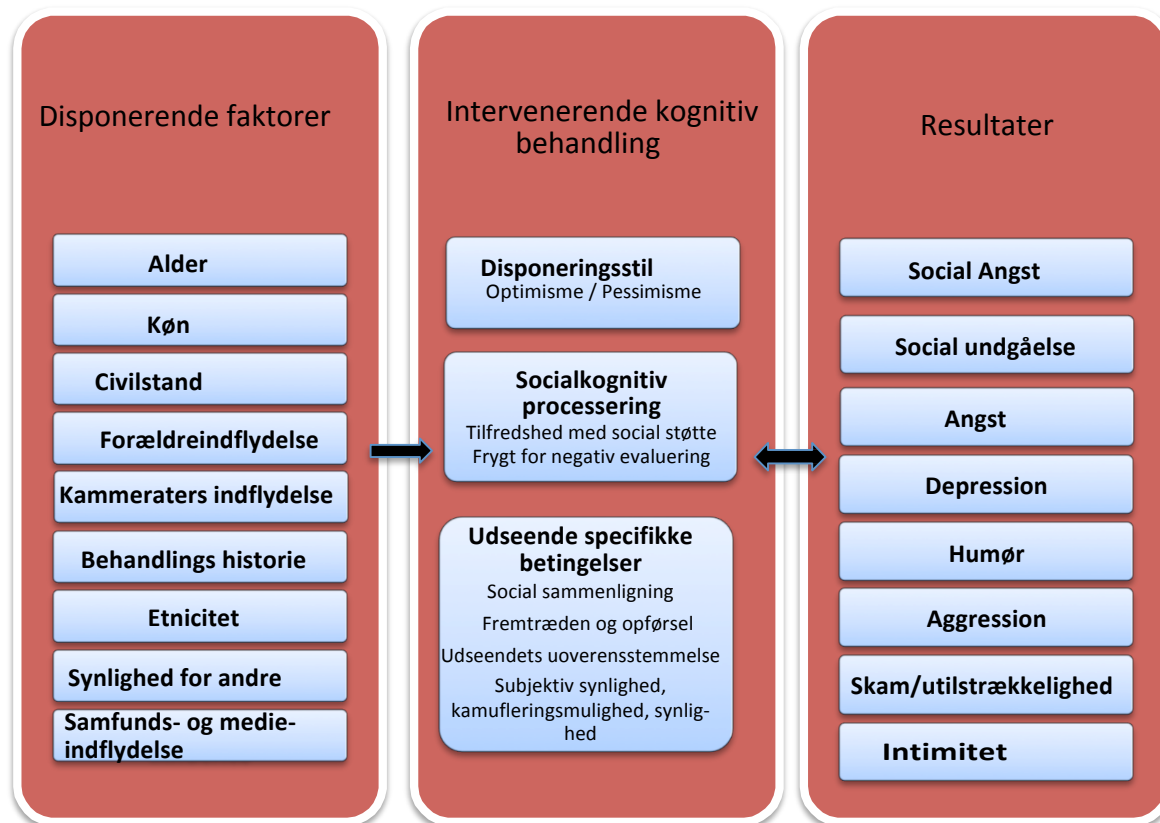 Disponerende faktorer
Alder
Køn
Civilstand
Forældreindflydelse
Kammeraters indflydelse
Behandlings historie
Etnicitet
Synlighed for andre
Samfunds- og medie-
indflydelse
Intervenerende kognitiv
behandling
Disponeringsstil
Optimisme / Pessimisme
Socialkognitiv
processering
Tilfredshed med social støtte
Frygt for negativ evaluering
Udseende specifikke
betingelser
Social sammenligning
Fremtræden og opførsel
Udseendets uoverensstemmelse
Subjektiv synlighed,
kamufleringsmulighed, synlig-
hed
Resultater
Social Angst
Social undgåelse
Angst
Depression
Humør
Aggression
Skam/utilstrækkelighed
Intimitet